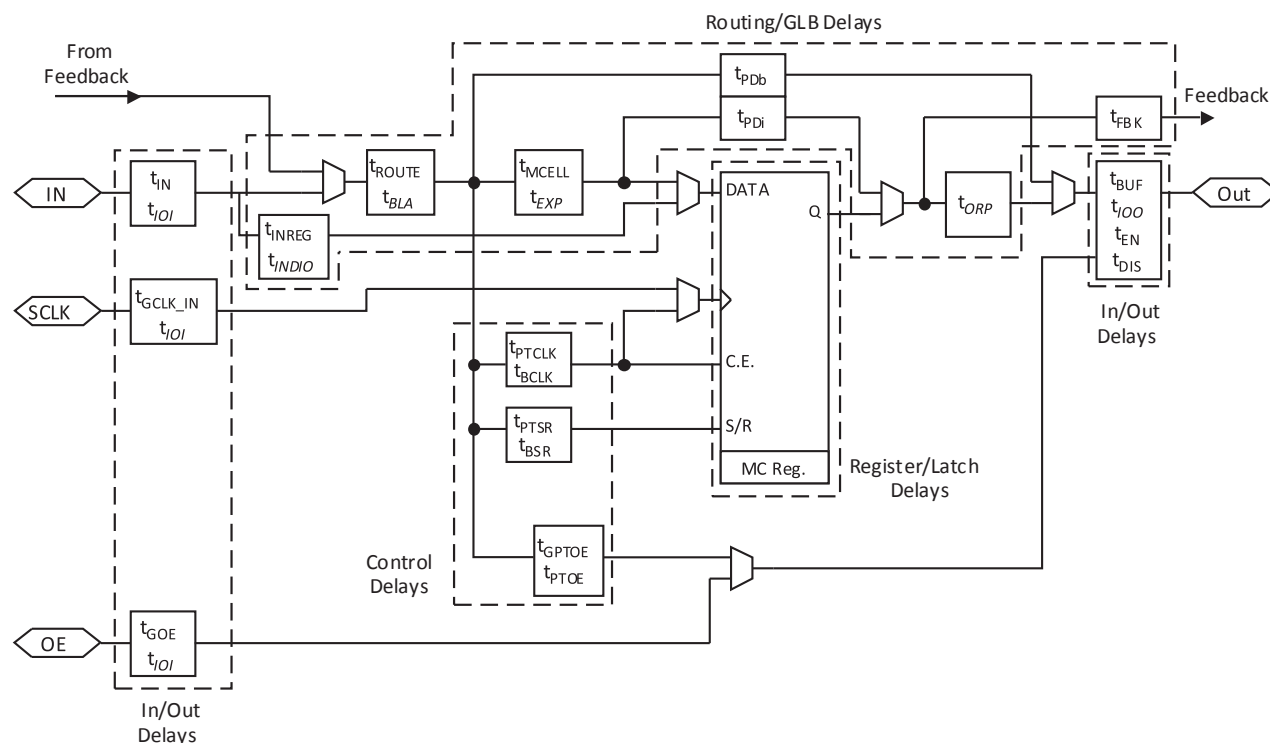 Routing/GLB Delays
From
Feedback
tPDb
tPDi
tFBK
Feedback
IN
tIN
tIOI
tROUTE
tBLA
tMCELL
tEXP
DATA
Q
tORP
tBUF
tIOO
tEN
tDIS
Out
tINREG
tINDIO
SCLK
tGCLK_IN
tIOI
In/Out
Delays
tPTCLK
tBCLK
C.E.
tPTSR
tBSR
S/R
MC Reg.
Register/Latch
Delays
Control
Delays
tGPTOE
tPTOE
OE
tGOE
tIOI
In/Out
Delays